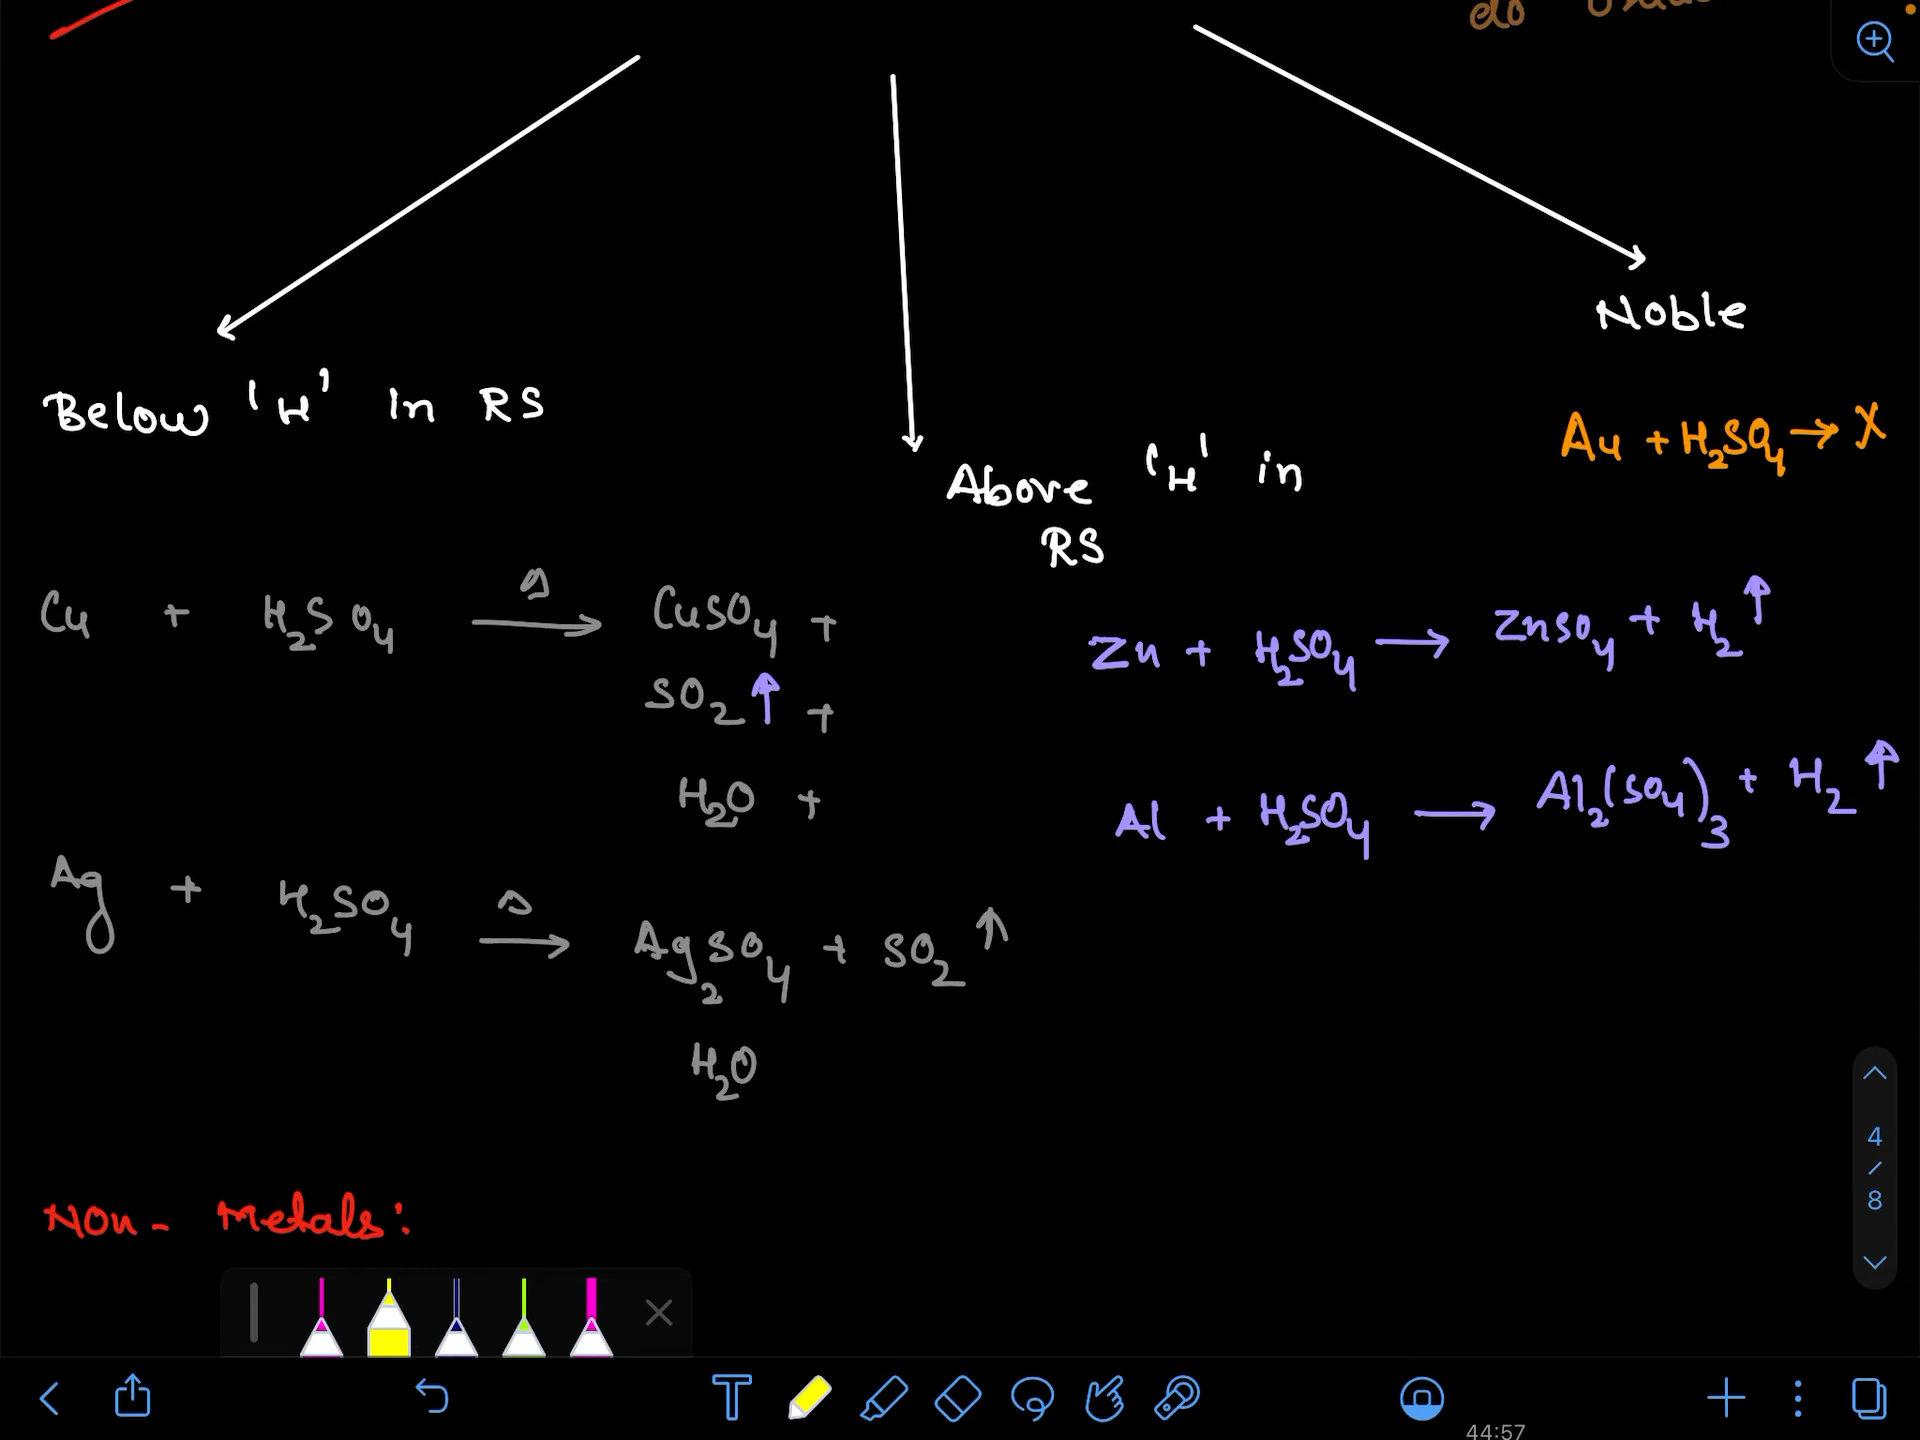 do
Noble
Below 'H' in RS
Au + H₂SO₄ → X
Above 'H' in
RS
Cu + H₂SO₄ →Δ CuSO₄ +
SO₂↑ +
H₂O +
Zn + H₂SO₄ → ZnSO₄ + H₂↑
Al + H₂SO₄ → Al₂(SO₄)₃ + H₂↑
Ag + H₂SO₄ →Δ Ag₂SO₄ + SO₂↑
H₂O
Non- Metals:
4
/
8
44:57